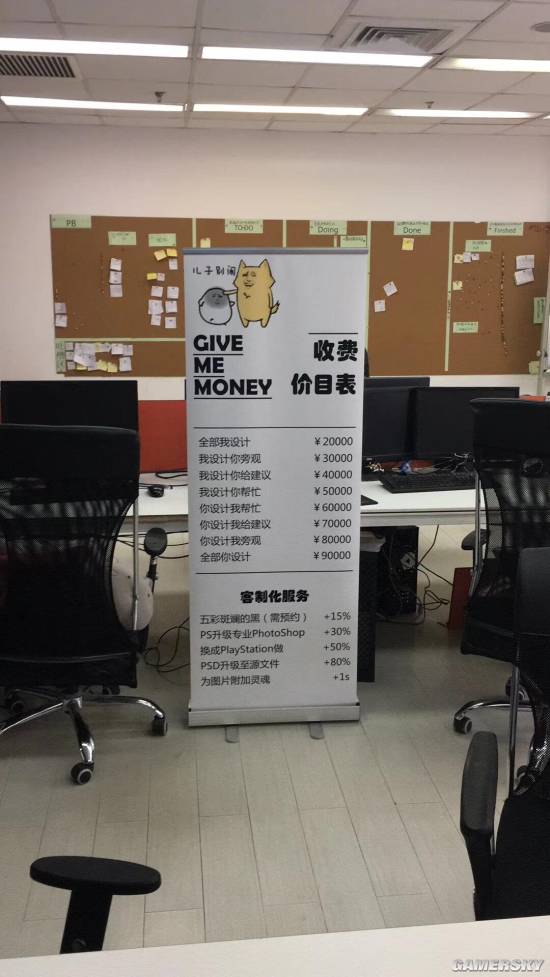 PB
TO-DO
Doing
Done
Finished
儿子别闹
GIVE
ME
MONEY
收费
价目表
全部我设计 ¥20000
我设计你旁观 ¥30000
我设计你给建议 ¥40000
我设计你帮忙 ¥50000
你设计我帮忙 ¥60000
你设计我给建议 ¥70000
你设计我旁观 ¥80000
全部你设计 ¥90000
客制化服务
五彩斑斓的黑（需预约） +15%
PS升级专业PhotoShop +30%
换成PlayStation做 +50%
PSD升级至源文件 +80%
为图片附加灵魂 +1s
GAMERSKY